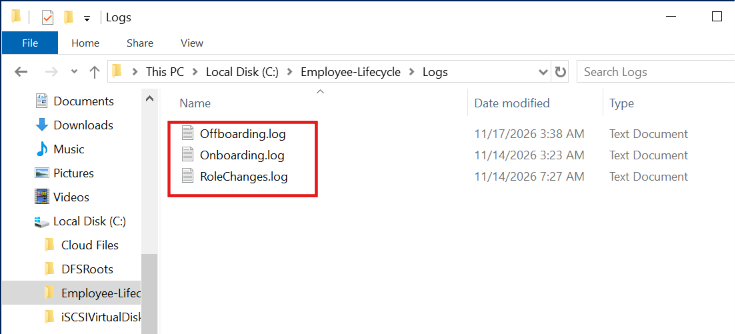 Logs
File Home Share View
This PC Local Disk (C:) Employee-Lifecycle Logs Search Logs
Name Date modified Type
Documents
Downloads
Music
Pictures
Videos
Local Disk (C:)
Cloud Files
DFSRoots
Employee-Lifec
iSCSIVirtualDisk
Offboarding.log 11/17/2026 3:38 AM Text Document
Onboarding.log 11/14/2026 3:23 AM Text Document
RoleChanges.log 11/14/2026 7:27 AM Text Document